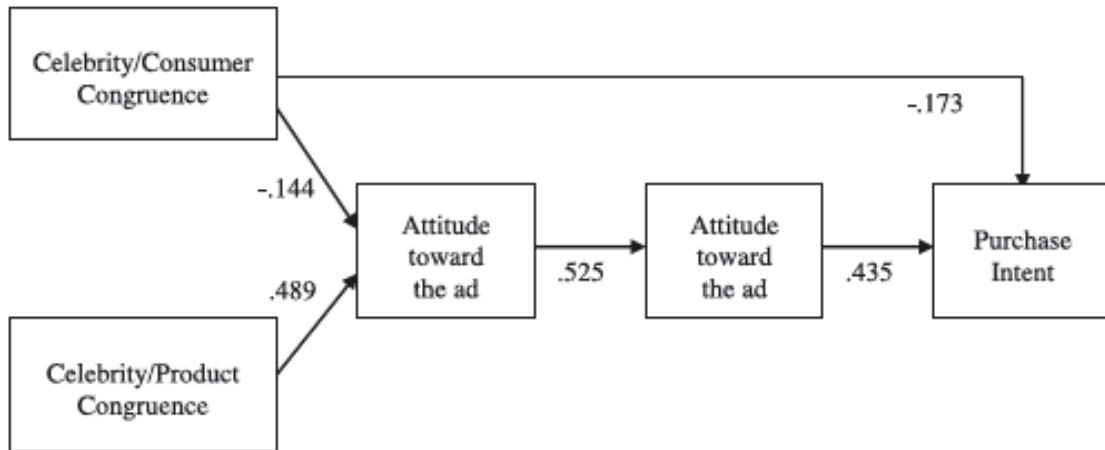 Celebrity/Consumer
Congruence
-.173
-.144
Attitude
toward
the ad
.525
Attitude
toward
the ad
.435
Purchase
Intent
.489
Celebrity/Product
Congruence